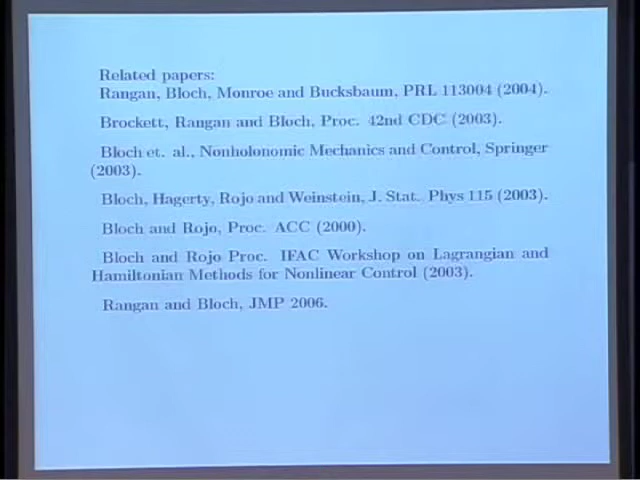 Related papers:
Rangan, Bloch, Monroe and Bucksbaum, PRL 113004 (2004).
Brockett, Rangan and Bloch, Proc. 42nd CDC (2003).
Bloch et. al., Nonholonomic Mechanics and Control, Springer
(2003).
Bloch, Hagerty, Rojo and Weinstein, J. Stat. Phys 115 (2003).
Bloch and Rojo, Proc. ACC (2000).
Bloch and Rojo Proc. IFAC Workshop on Lagrangian and
Hamiltonian Methods for Nonlinear Control (2003).
Rangan and Bloch, JMP 2006.